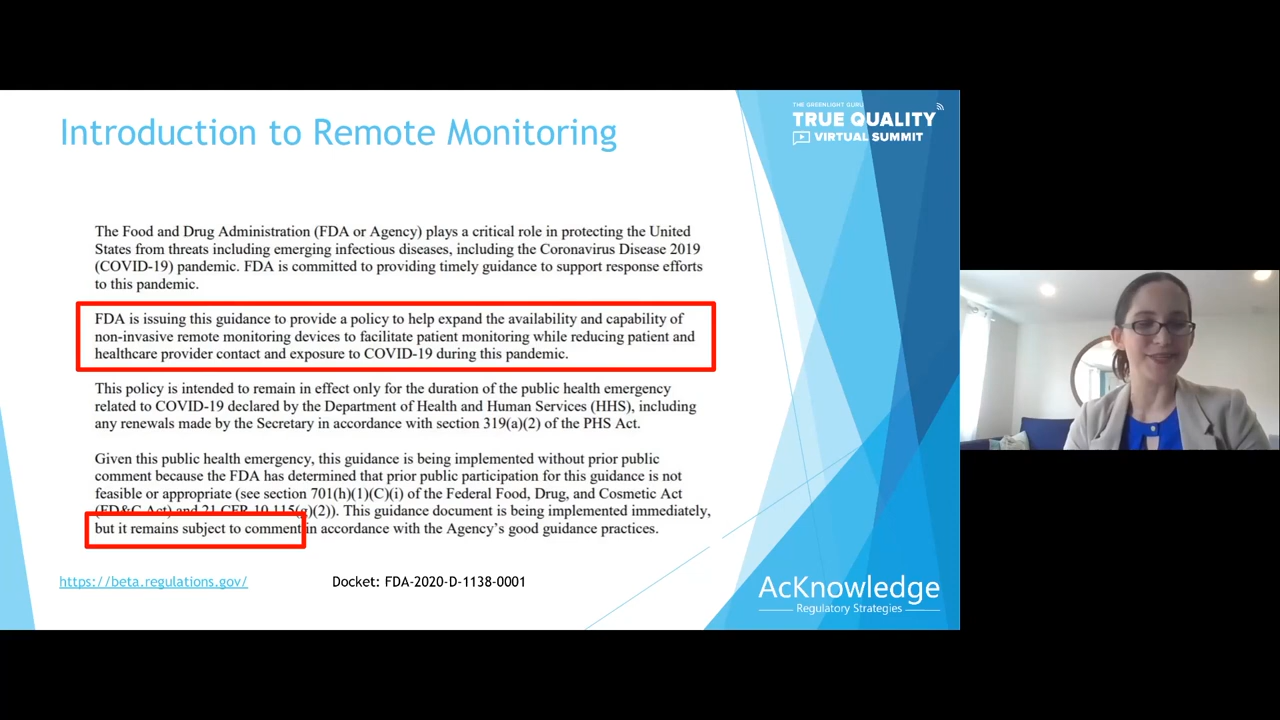 Introduction to Remote Monitoring
THE GREENLIGHT GURU
TRUE QUALITY
VIRTUAL SUMMIT
The Food and Drug Administration (FDA or Agency) plays a critical role in protecting the United
States from threats including emerging infectious diseases, including the Coronavirus Disease 2019
(COVID-19) pandemic. FDA is committed to providing timely guidance to support response efforts
to this pandemic.
FDA is issuing this guidance to provide a policy to help expand the availability and capability of
non-invasive remote monitoring devices to facilitate patient monitoring while reducing patient and
healthcare provider contact and exposure to COVID-19 during this pandemic.
This policy is intended to remain in effect only for the duration of the public health emergency
related to COVID-19 declared by the Department of Health and Human Services (HHS), including
any renewals made by the Secretary in accordance with section 319(a)(2) of the PHS Act.
Given this public health emergency, this guidance is being implemented without prior public
comment because the FDA has determined that prior public participation for this guidance is not
feasible or appropriate (see section 701(h)(1)(C)(i) of the Federal Food, Drug, and Cosmetic Act
(FD&C Act) and 21 CFR 10.115(g)(2)). This guidance document is being implemented immediately,
but it remains subject to comment in accordance with the Agency's good guidance practices.
https://beta.regulations.gov/
Docket: FDA-2020-D-1138-0001
AcKnowledge
Regulatory Strategies